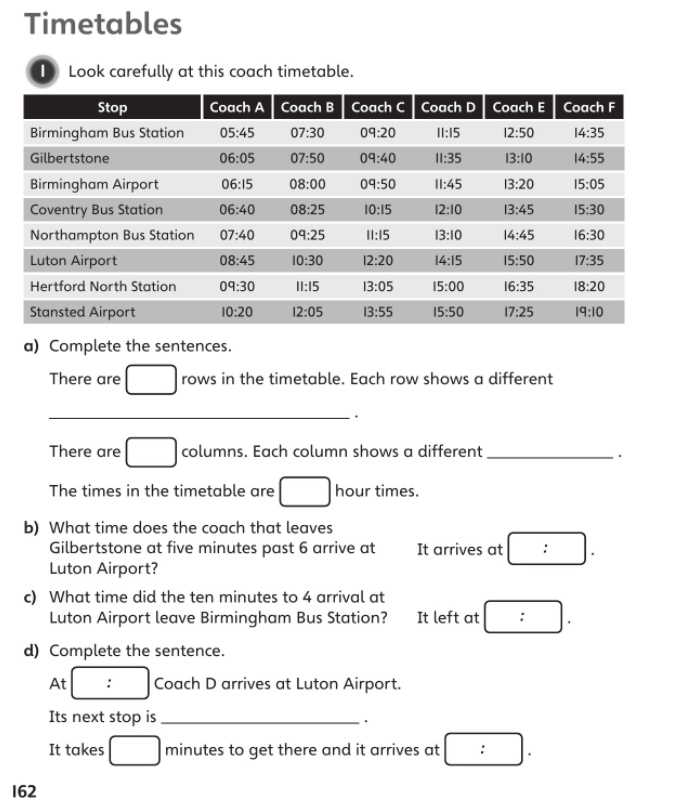 Timetables
1 Look carefully at this coach timetable.
Stop Coach A Coach B Coach C Coach D Coach E Coach F
Birmingham Bus Station 05:45 07:30 09:20 11:15 12:50 14:35
Gilbertstone 06:05 07:50 09:40 11:35 13:10 14:55
Birmingham Airport 06:15 08:00 09:50 11:45 13:20 15:05
Coventry Bus Station 06:40 08:25 10:15 12:10 13:45 15:30
Northampton Bus Station 07:40 09:25 11:15 13:10 14:45 16:30
Luton Airport 08:45 10:30 12:20 14:15 15:50 17:35
Hertford North Station 09:30 11:15 13:05 15:00 16:35 18:20
Stansted Airport 10:20 12:05 13:55 15:50 17:25 19:10
a) Complete the sentences.
There are rows in the timetable. Each row shows a different
.
There are columns. Each column shows a different .
The times in the timetable are hour times.
b) What time does the coach that leaves
Gilbertstone at five minutes past 6 arrive at It arrives at : .
Luton Airport?
c) What time did the ten minutes to 4 arrival at
Luton Airport leave Birmingham Bus Station? It left at : .
d) Complete the sentence.
At : Coach D arrives at Luton Airport.
Its next stop is .
It takes minutes to get there and it arrives at : .
162